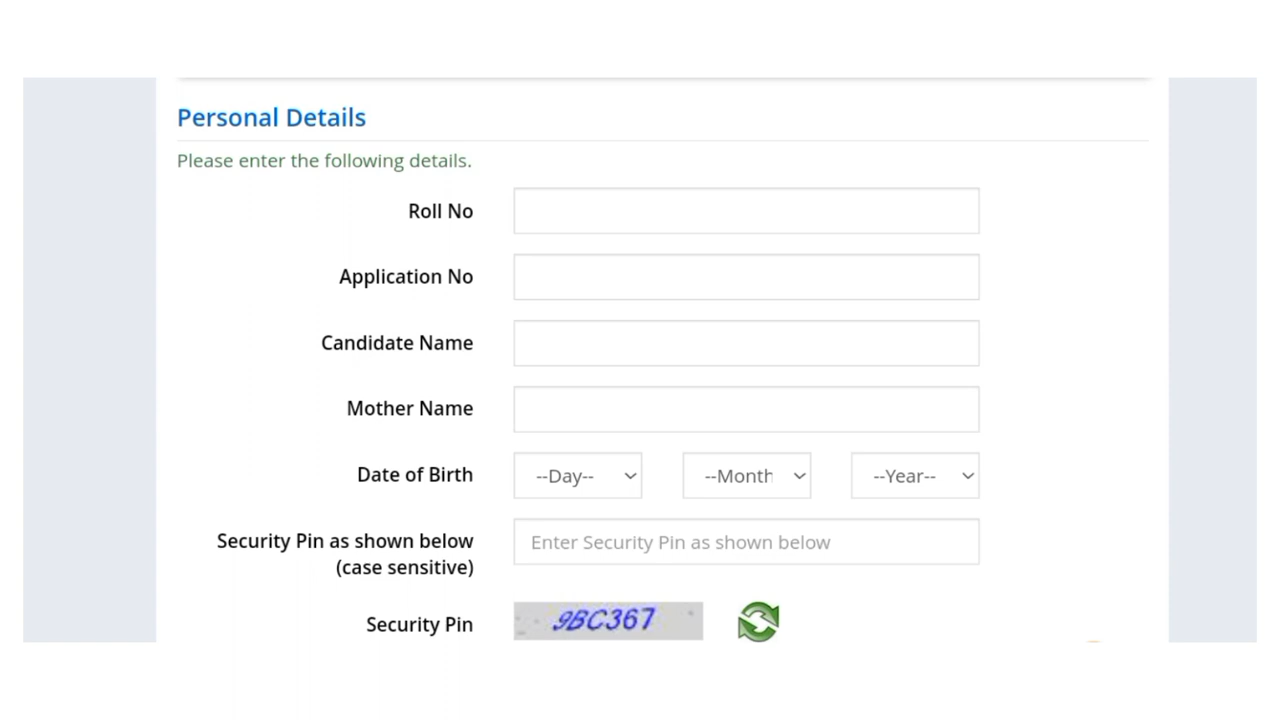 Personal Details
Please enter the following details.
Roll No
Application No
Candidate Name
Mother Name
Date of Birth --Day-- --Month --Year--
Security Pin as shown below Enter Security Pin as shown below
(case sensitive)
Security Pin 9BC367